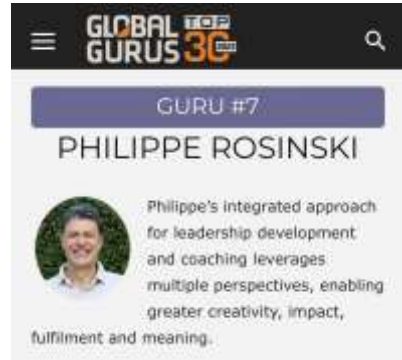 GLOBAL TOP
GURUS 30
GURU #7
PHILIPPE ROSINSKI
Philippe's integrated approach
for leadership development
and coaching leverages
multiple perspectives, enabling
greater creativity, impact,
fulfilment and meaning.